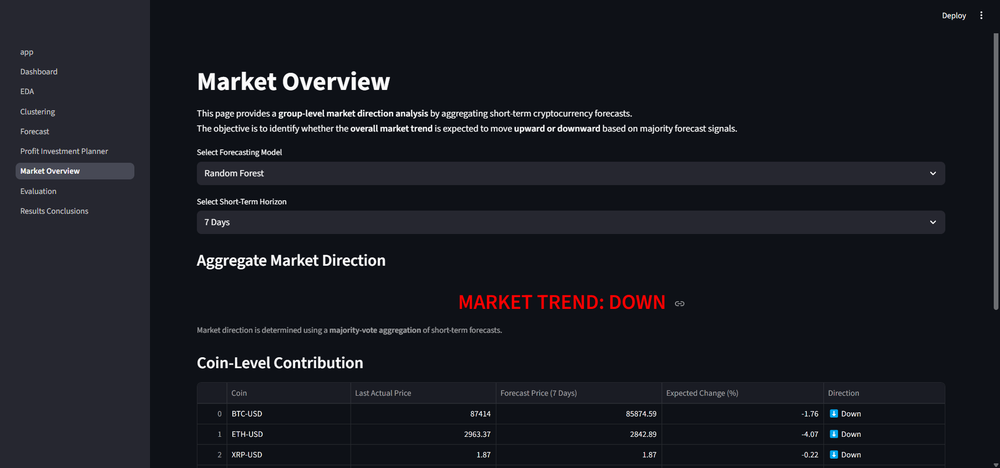 Deploy
app
Dashboard
EDA
Clustering
Forecast
Profit Investment Planner
Market Overview
Evaluation
Results Conclusions
Market Overview
This page provides a group-level market direction analysis by aggregating short-term cryptocurrency forecasts.
The objective is to identify whether the overall market trend is expected to move upward or downward based on majority forecast signals.
Select Forecasting Model
Random Forest
Select Short-Term Horizon
7 Days
Aggregate Market Direction
MARKET TREND: DOWN
Market direction is determined using a majority-vote aggregation of short-term forecasts.
Coin-Level Contribution
Coin Last Actual Price Forecast Price (7 Days) Expected Change (%) Direction
0 BTC-USD 87414 85874.59 -1.76 ⬇️ Down
1 ETH-USD 2963.37 2842.89 -4.07 ⬇️ Down
2 XRP-USD 1.87 1.87 -0.22 ⬇️ Down